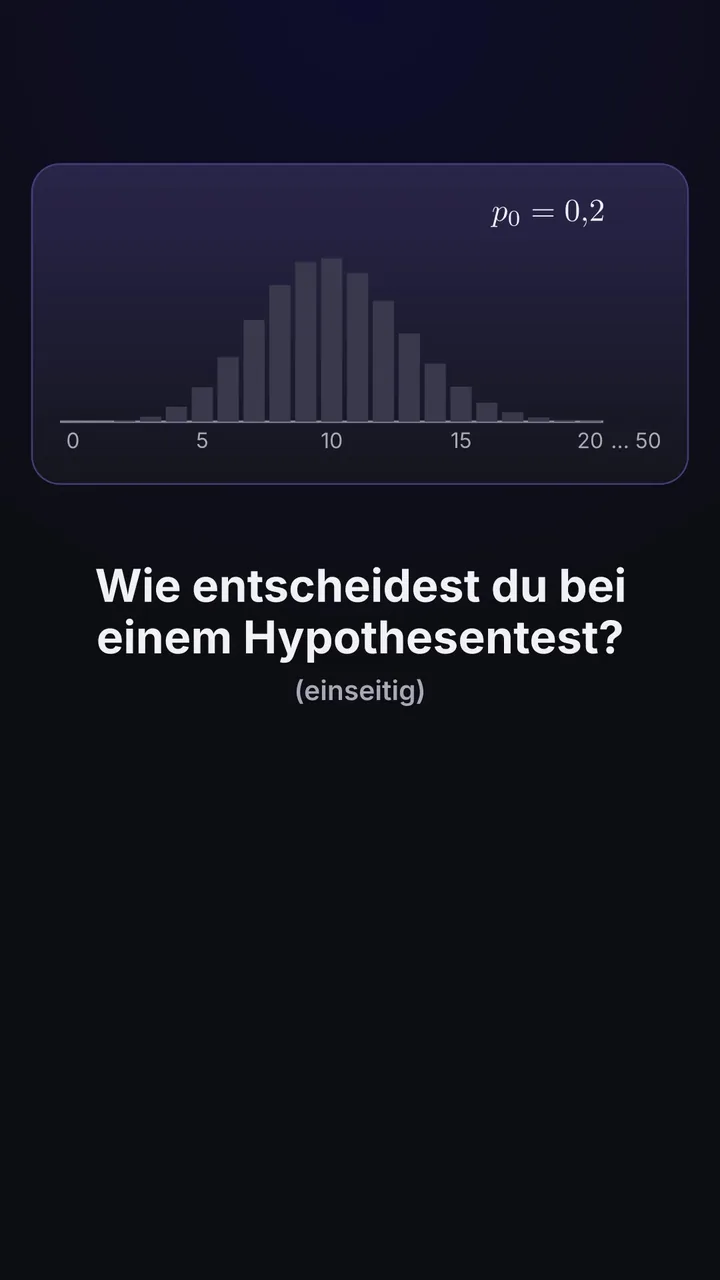 p₀ = 0,2
0 5 10 15 20 ... 50
Wie entscheidest du bei
einem Hypothesentest?
(einseitig)